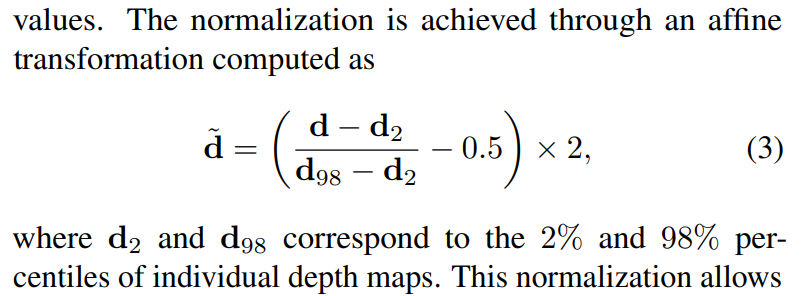 values. The normalization is achieved through an affine
transformation computed as
$\tilde{\mathbf{d}} = \left( \frac{\mathbf{d} - \mathbf{d}_2}{\mathbf{d}_{98} - \mathbf{d}_2} - 0.5 \right) \times 2,$ (3)
where $\mathbf{d}_2$ and $\mathbf{d}_{98}$ correspond to the 2% and 98% per-
centiles of individual depth maps. This normalization allows